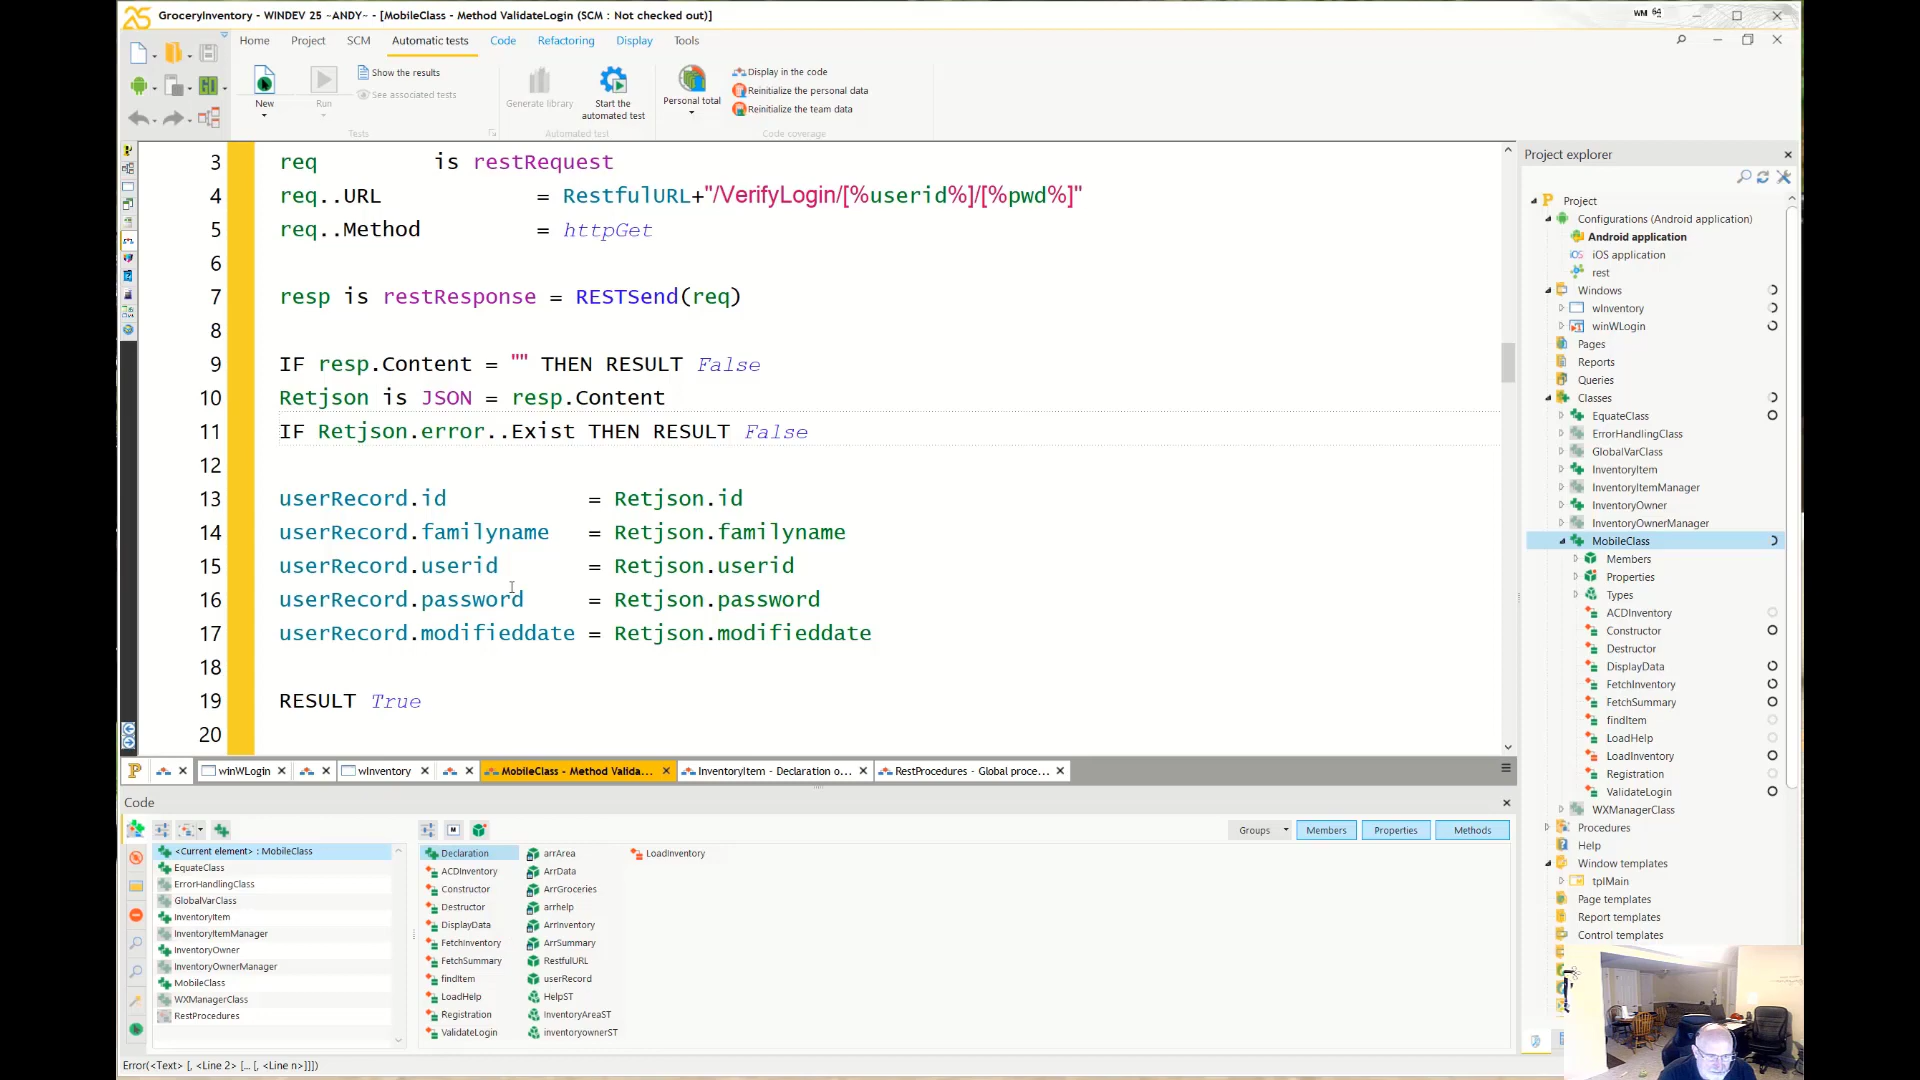 GroceryInventory - WINDEV 25 ~ANDY~ - [MobileClass - Method ValidateLogin (SCM : Not checked out)]
WM 64
Home Project SCM Automatic tests Code Refactoring Display Tools
New
Run
Show the results
See associated tests
Tests
Generate library
Start the
automated test
Automated test
Personal total
Display in the code
Reinitialize the personal data
Reinitialize the team data
Code coverage
3 req is restRequest
4 req..URL = RestfulURL+"/VerifyLogin/[%userid%]/[%pwd%]"
5 req..Method = httpGet
6
7 resp is restResponse = RESTSend(req)
8
9 IF resp.Content = "" THEN RESULT False
10 Retjson is JSON = resp.Content
11 IF Retjson.error..Exist THEN RESULT False
12
13 userRecord.id = Retjson.id
14 userRecord.familyname = Retjson.familyname
15 userRecord.userid = Retjson.userid
16 userRecord.password = Retjson.password
17 userRecord.modifieddate = Retjson.modifieddate
18
19 RESULT True
20
winWLogin
wInventory
MobileClass - Method Valida...
InventoryItem - Declaration o...
RestProcedures - Global proce...
Code
Groups
Members
Properties
Methods
<Current element> : MobileClass
EquateClass
ErrorHandlingClass
GlobalVarClass
InventoryItem
InventoryItemManager
InventoryOwner
InventoryOwnerManager
MobileClass
WXManagerClass
RestProcedures
Declaration
ACDInventory
Constructor
Destructor
DisplayData
FetchInventory
FetchSummary
findItem
LoadHelp
Registration
ValidateLogin
arrArea
ArrData
ArrGroceries
arrhelp
ArrInventory
ArrSummary
RestfulURL
userRecord
HelpST
InventoryAreaST
inventoryownerST
LoadInventory
Error(<Text> [, <Line 2> [... [, <Line n>]]])
Project explorer
Project
Configurations (Android application)
Android application
iOS iOS application
rest
Windows
wInventory
winWLogin
Pages
Reports
Queries
Classes
EquateClass
ErrorHandlingClass
GlobalVarClass
InventoryItem
InventoryItemManager
InventoryOwner
InventoryOwnerManager
MobileClass
Members
Properties
Types
ACDInventory
Constructor
Destructor
DisplayData
FetchInventory
FetchSummary
findItem
LoadHelp
LoadInventory
Registration
ValidateLogin
WXManagerClass
Procedures
Help
Window templates
tplMain
Page templates
Report templates
Control templates